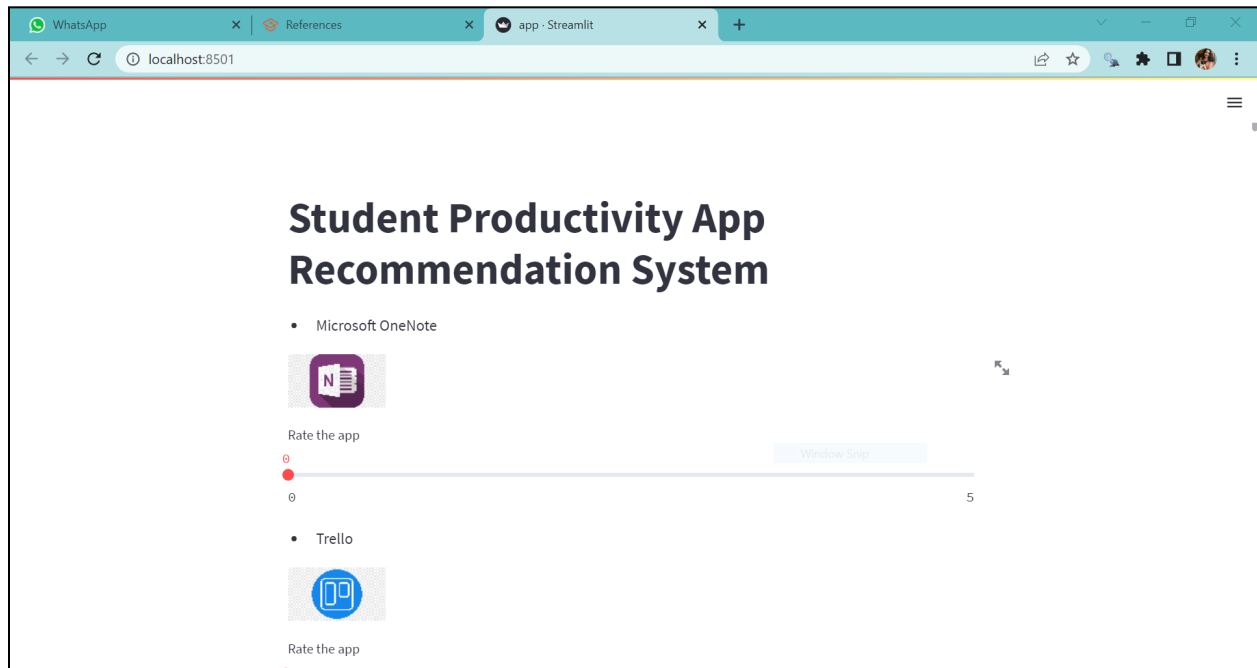 WhatsApp
References
app · Streamlit
localhost:8501
Student Productivity App
Recommendation System
Microsoft OneNote
N
Rate the app
0
Window Snip
0 5
Trello
Rate the app